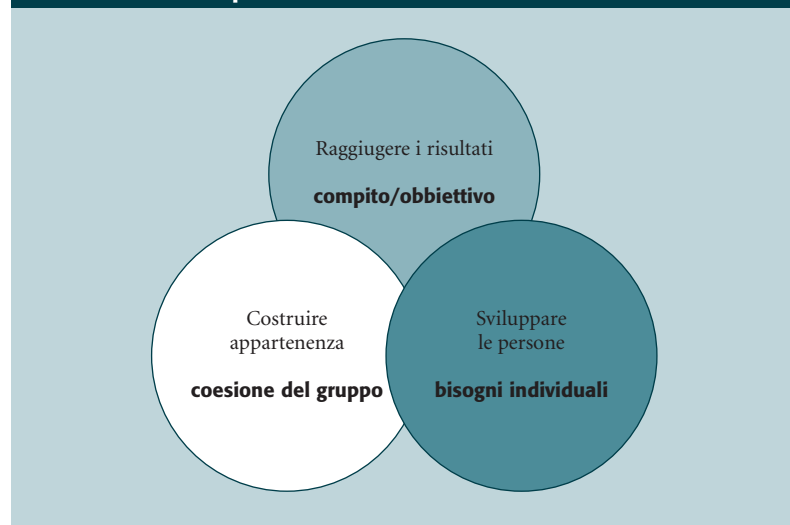 Raggiugere i risultati
compito/obbiettivo
Costruire
appartenenza
coesione del gruppo
Sviluppare
le persone
bisogni individuali